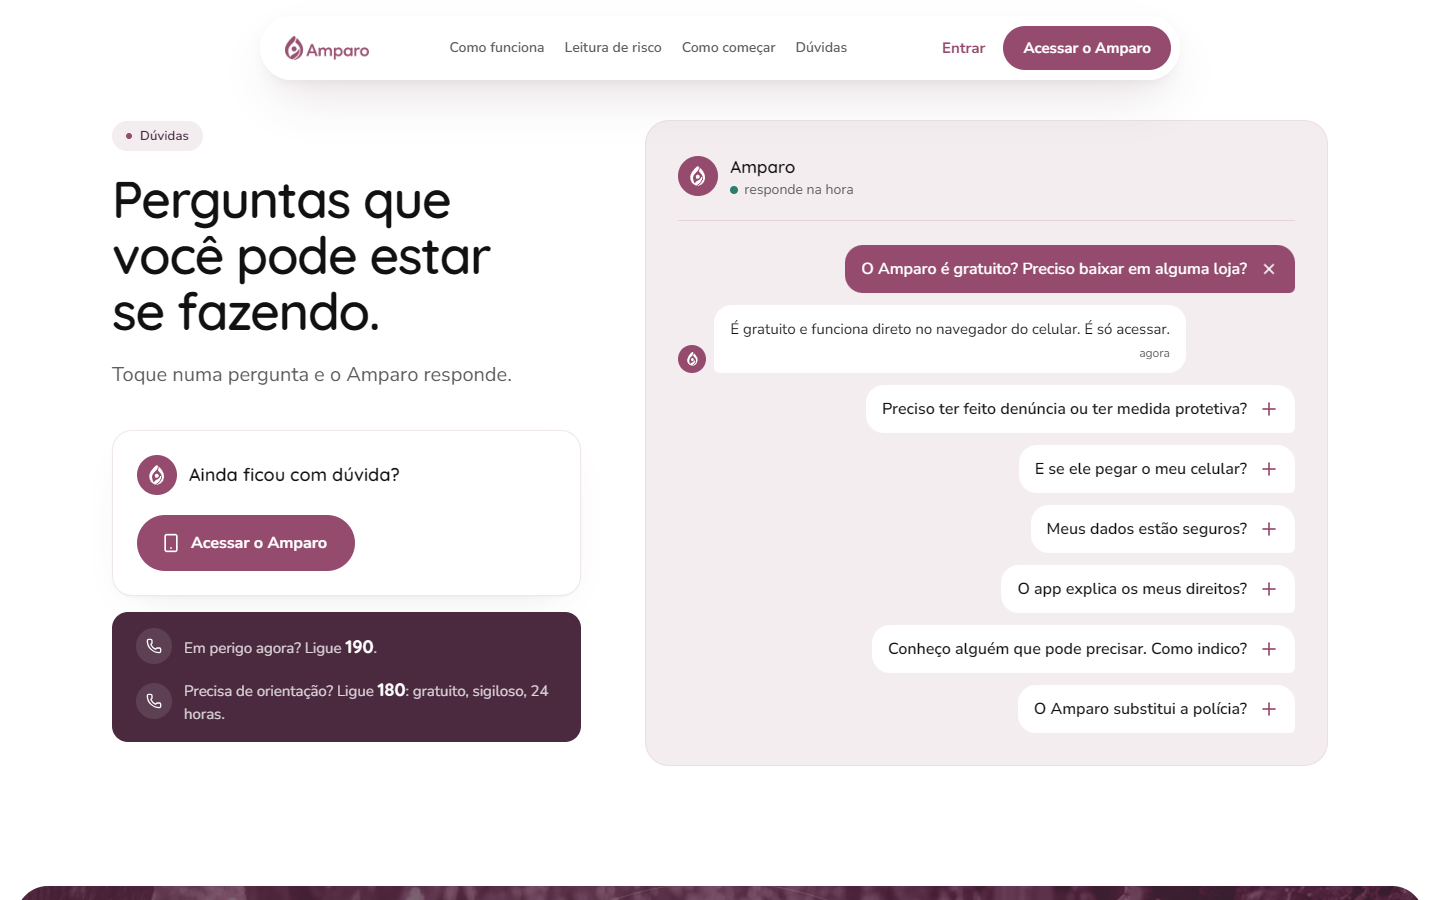 Amparo
Como funciona
Leitura de risco
Como começar
Dúvidas
Entrar
Acessar o Amparo
Dúvidas
Perguntas que
você pode estar
se fazendo.
Toque numa pergunta e o Amparo responde.
Ainda ficou com dúvida?
Acessar o Amparo
Em perigo agora? Ligue 190.
Precisa de orientação? Ligue 180: gratuito, sigiloso, 24
horas.
Amparo
responde na hora
O Amparo é gratuito? Preciso baixar em alguma loja?
É gratuito e funciona direto no navegador do celular. É só acessar.
agora
Preciso ter feito denúncia ou ter medida protetiva?
E se ele pegar o meu celular?
Meus dados estão seguros?
O app explica os meus direitos?
Conheço alguém que pode precisar. Como indico?
O Amparo substitui a polícia?